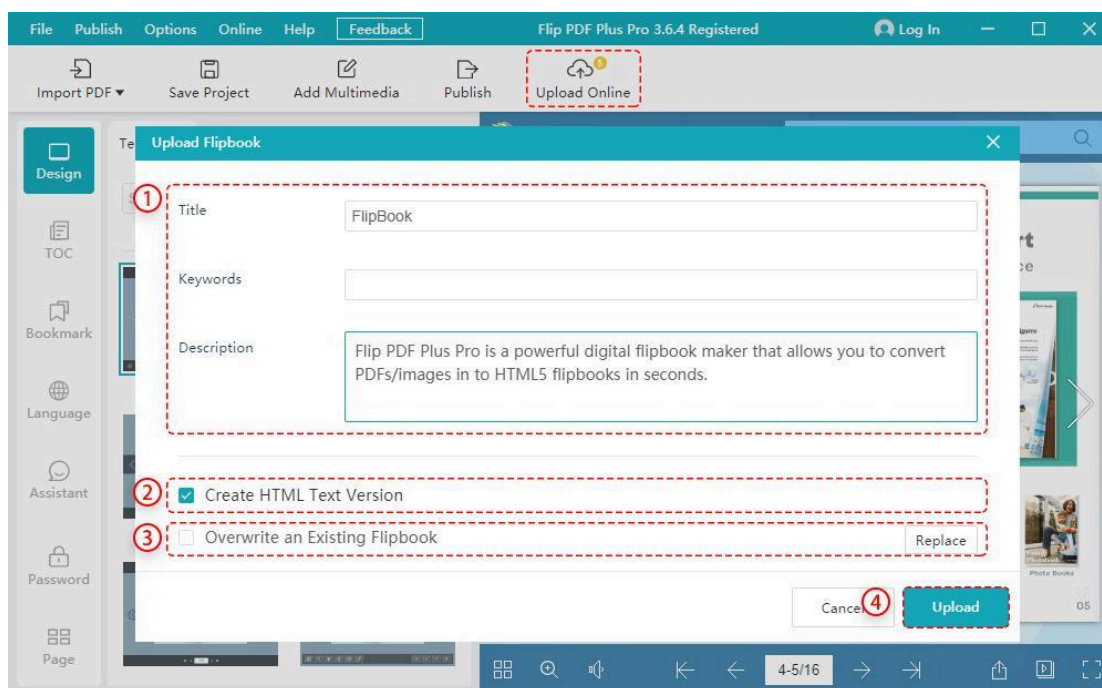 File Publish Options Online Help Feedback Flip PDF Plus Pro 3.6.4 Registered Log In
Import PDF Save Project Add Multimedia Publish Upload Online
Upload Flipbook
Design
1
Title
FlipBook
TOC
Keywords
Bookmark
Description
Flip PDF Plus Pro is a powerful digital flipbook maker that allows you to convert
PDFs/images in to HTML5 flipbooks in seconds.
Language
Assistant
2 Create HTML Text Version
3 Overwrite an Existing Flipbook Replace
Password
4 Upload
Photo Books
05
Page
4-5/16